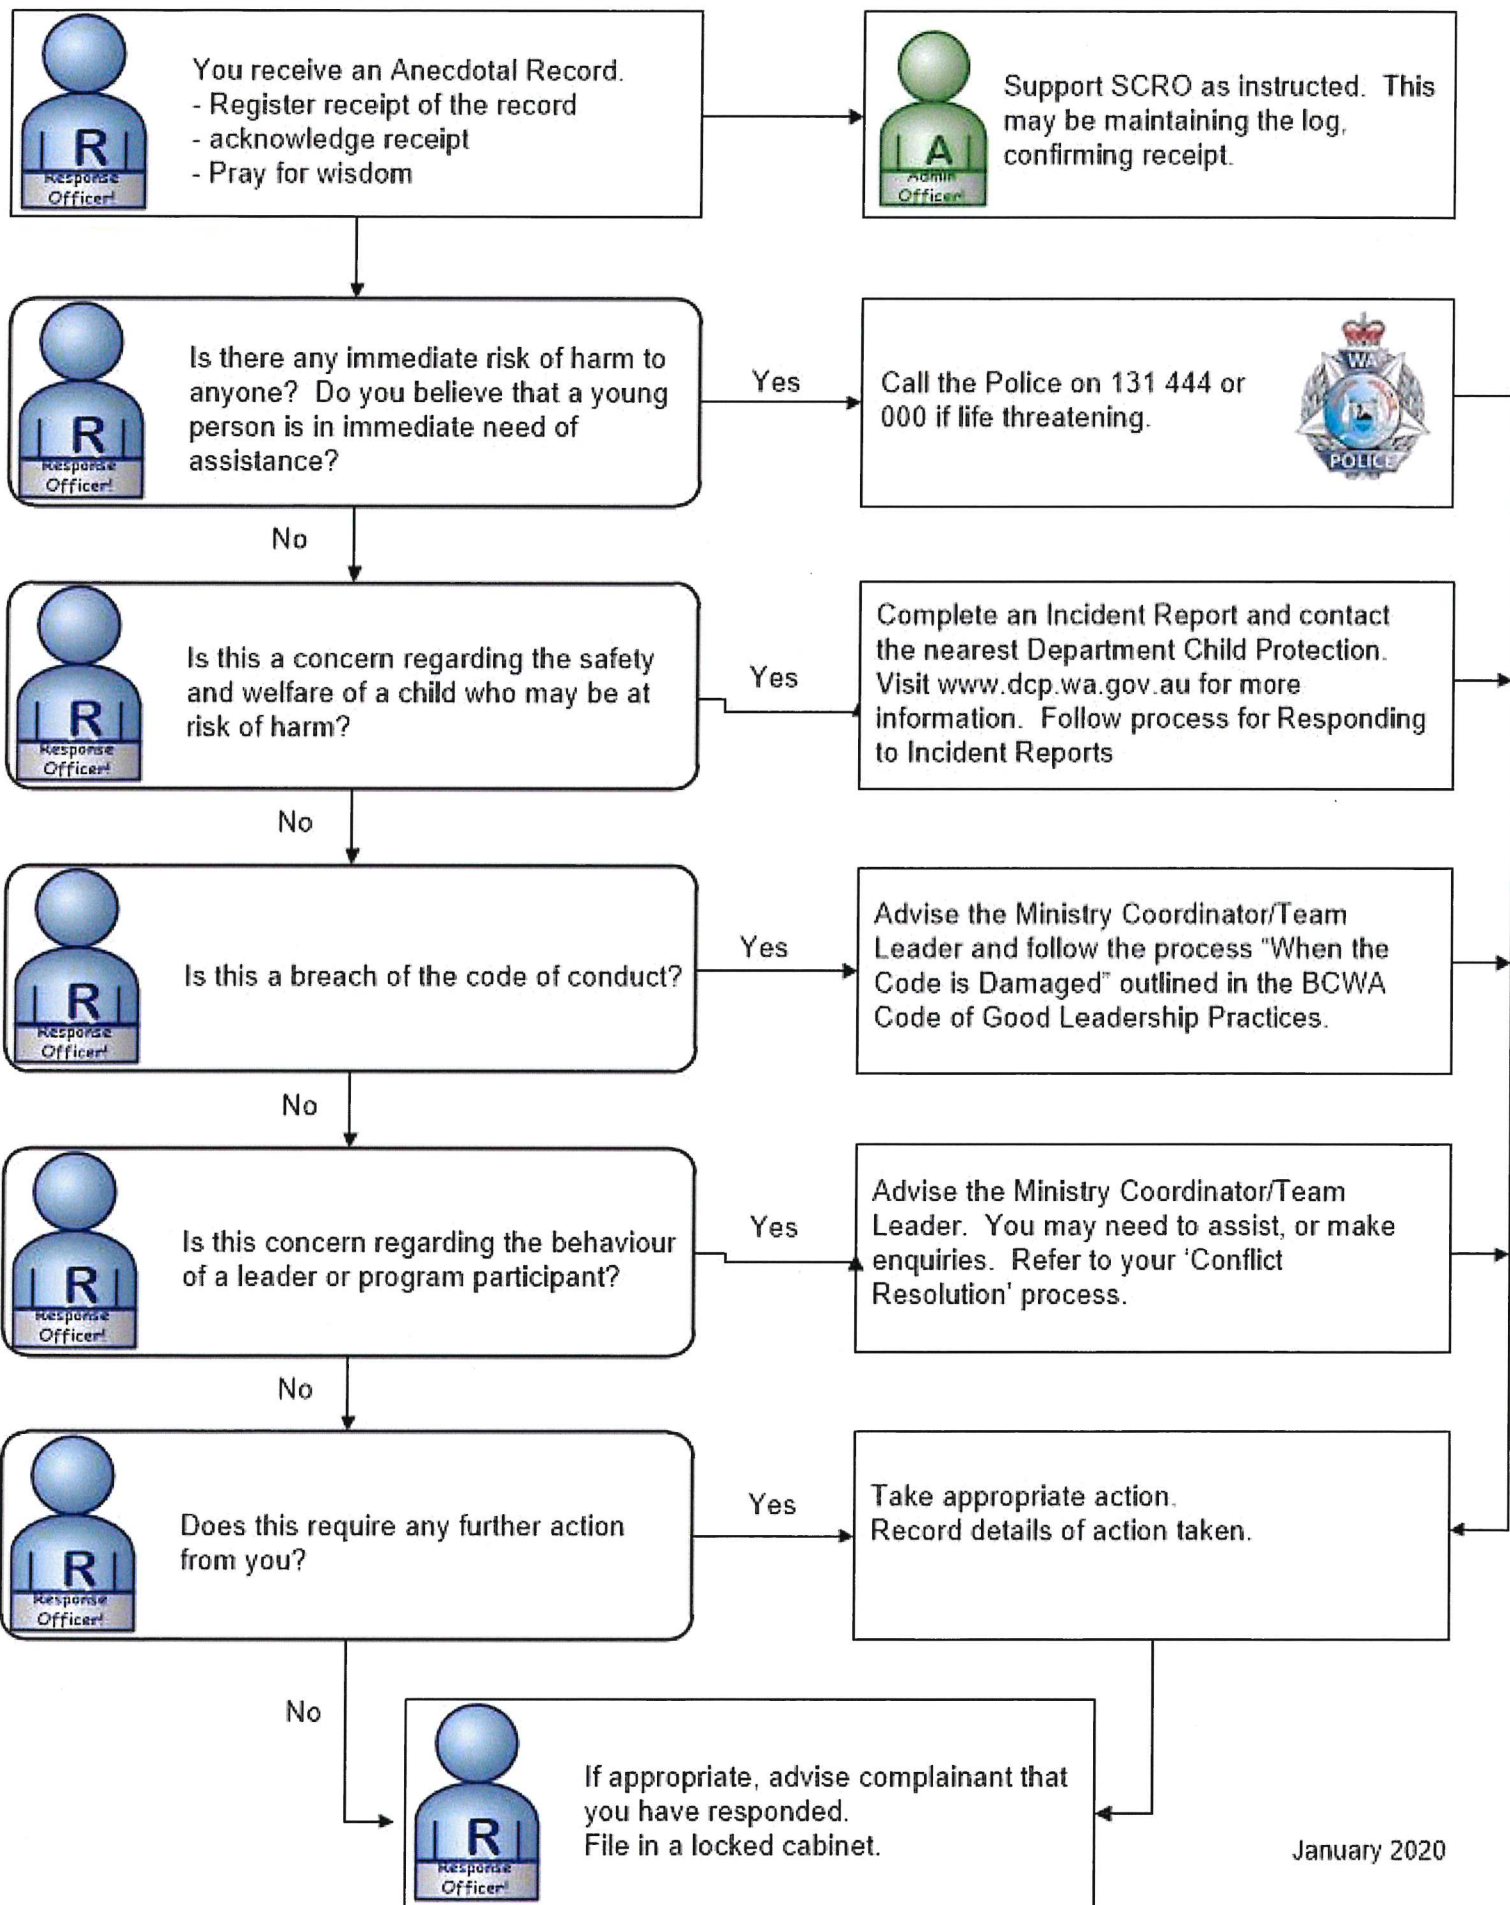 You receive an Anecdotal Record.
- Register receipt of the record
- acknowledge receipt
- Pray for wisdom
R
Response
Officer!
Support SCRO as instructed.  This
may be maintaining the log,
confirming receipt.
A
Admin
Officer!
Is there any immediate risk of harm to
anyone?  Do you believe that a young
person is in immediate need of
assistance?
R
Response
Officer!
Yes
Call the Police on 131 444 or
000 if life threatening.
WA
POLICE
No
Is this a concern regarding the safety
and welfare of a child who may be at
risk of harm?
R
Response
Officer!
Yes
Complete an Incident Report and contact
the nearest Department Child Protection.
Visit www.dcp.wa.gov.au for more
information.  Follow process for Responding
to Incident Reports
No
Is this a breach of the code of conduct?
R
Response
Officer!
Yes
Advise the Ministry Coordinator/Team
Leader and follow the process "When the
Code is Damaged" outlined in the BCWA
Code of Good Leadership Practices.
No
Is this concern regarding the behaviour
of a leader or program participant?
R
Response
Officer!
Yes
Advise the Ministry Coordinator/Team
Leader.  You may need to assist, or make
enquiries.  Refer to your 'Conflict
Resolution' process.
No
Does this require any further action
from you?
R
Response
Officer!
Yes
Take appropriate action.
Record details of action taken.
No
If appropriate, advise complainant that
you have responded.
File in a locked cabinet.
R
Response
Officer!
January 2020